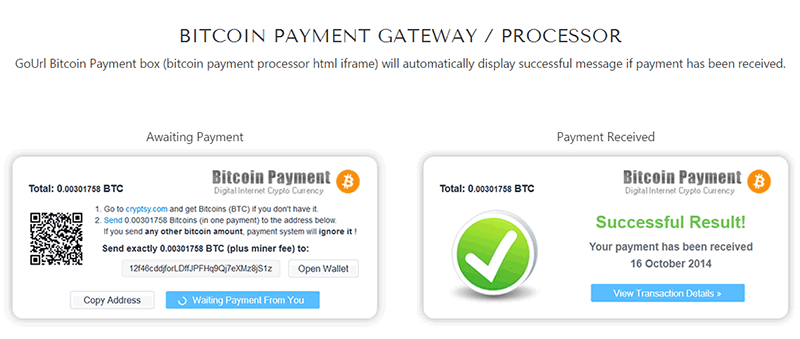 BITCOIN PAYMENT GATEWAY / PROCESSOR
GoUrl Bitcoin Payment box (bitcoin payment processor html iframe) will automatically display successful message if payment has been received.
Awaiting Payment
Total: 0.00301758 BTC
Bitcoin Payment
Digital Internet Crypto Currency
1. Go to cryptsy.com and get Bitcoins (BTC) if you don't have it.
2. Send 0.00301758 Bitcoins (in one payment) to the address below.
If you send any other bitcoin amount, payment system will ignore it !
Send exactly 0.00301758 BTC (plus miner fee) to:
12f46cddjforLDffJPFHq9Qj7eXMz8jS1z
Open Wallet
Copy Address
Waiting Payment From You
Payment Received
Total: 0.00301758 BTC
Bitcoin Payment
Digital Internet Crypto Currency
Successful Result!
Your payment has been received
16 October 2014
View Transaction Details »